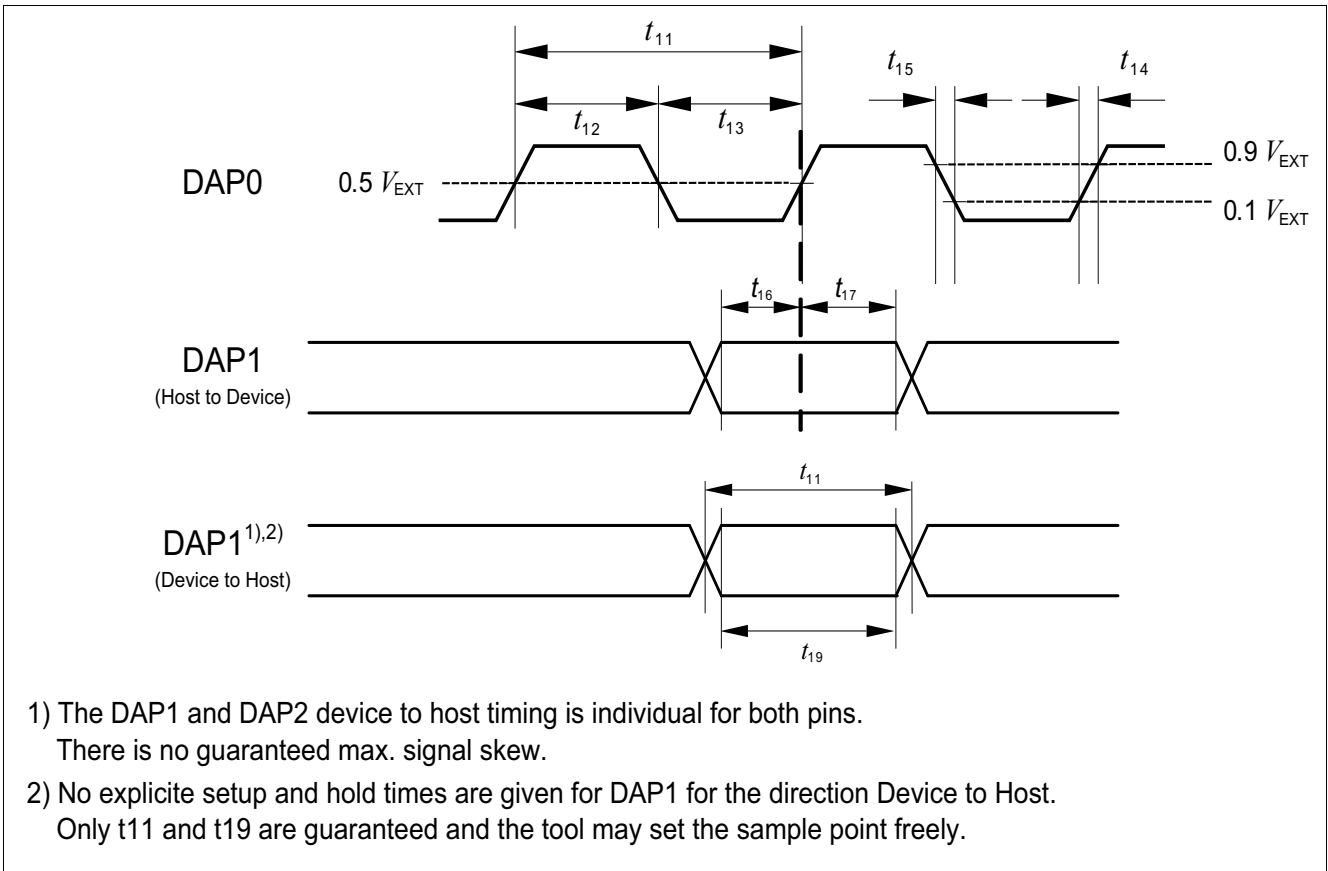 t11
t12
t13
t15
t14
DAP0
0.5 VEXT
0.9 VEXT
0.1 VEXT
t16
t17
DAP1
(Host to Device)
t11
DAP1 1),2)
(Device to Host)
t19
1) The DAP1 and DAP2 device to host timing is individual for both pins.
There is no guaranteed max. signal skew.
2) No explicite setup and hold times are given for DAP1 for the direction Device to Host.
Only t11 and t19 are guaranteed and the tool may set the sample point freely.